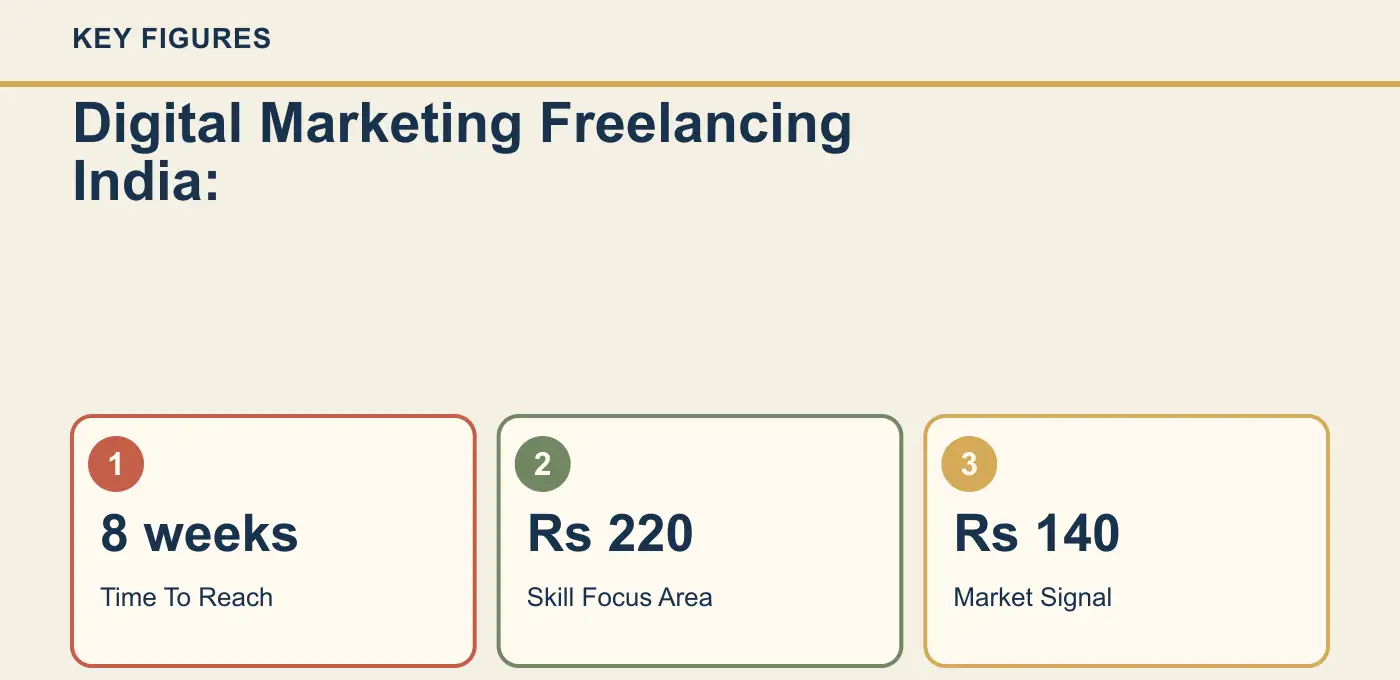 KEY FIGURES
Digital Marketing Freelancing
India:
1
8 weeks
Time To Reach
2
Rs 220
Skill Focus Area
3
Rs 140
Market Signal